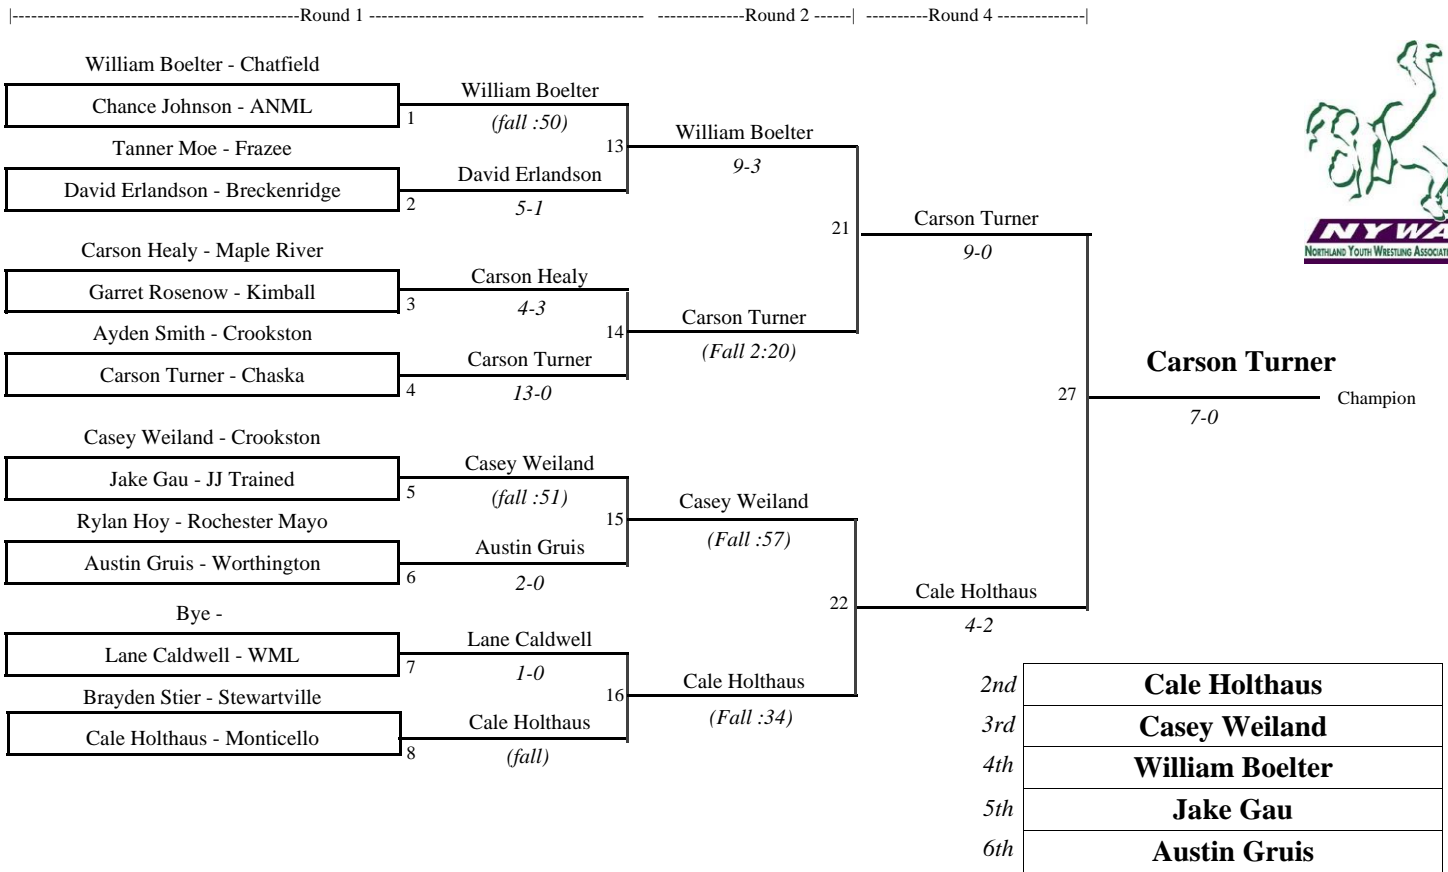 |----------------------------------------Round 1 --------------------------------------
--------------Round 2 ------|
----------Round 4 --------------|
William Boelter - Chatfield
Chance Johnson - ANML
1
Tanner Moe - Frazee
David Erlandson - Breckenridge
2
Carson Healy - Maple River
Garret Rosenow - Kimball
3
Ayden Smith - Crookston
Carson Turner - Chaska
4
Casey Weiland - Crookston
Jake Gau - JJ Trained
5
Rylan Hoy - Rochester Mayo
Austin Gruis - Worthington
6
Bye -
Lane Caldwell - WML
7
Brayden Stier - Stewartville
Cale Holthaus - Monticello
8
William Boelter
(fall :50)
13
David Erlandson
5-1
Carson Healy
4-3
14
Carson Turner
13-0
Casey Weiland
(fall :51)
15
Austin Gruis
2-0
Lane Caldwell
1-0
16
Cale Holthaus
(fall)
William Boelter
9-3
21
Carson Turner
(Fall 2:20)
Casey Weiland
(Fall :57)
22
Cale Holthaus
(Fall :34)
Carson Turner
9-0
27
Cale Holthaus
4-2
Carson Turner
Champion
7-0
NYWA
NORTHLAND YOUTH WRESTLING ASSOCIAT
2nd Cale Holthaus
3rd Casey Weiland
4th William Boelter
5th Jake Gau
6th Austin Gruis